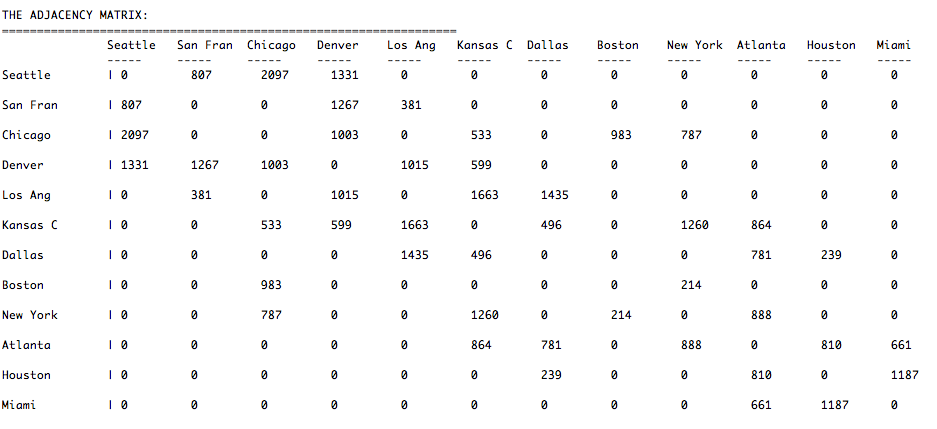 THE ADJACENCY MATRIX:
=================================================================
Seattle San Fran Chicago Denver Los Ang Kansas C Dallas Boston New York Atlanta Houston Miami
----- ----- ----- ----- ----- ----- ----- ----- ----- ----- ----- -----
Seattle | 0 807 2097 1331 0 0 0 0 0 0 0 0
San Fran | 807 0 0 1267 381 0 0 0 0 0 0 0
Chicago | 2097 0 0 1003 0 533 0 983 787 0 0 0
Denver | 1331 1267 1003 0 1015 599 0 0 0 0 0 0
Los Ang | 0 381 0 1015 0 1663 1435 0 0 0 0 0
Kansas C | 0 0 533 599 1663 0 496 0 1260 864 0 0
Dallas | 0 0 0 0 1435 496 0 0 0 781 239 0
Boston | 0 0 983 0 0 0 0 0 214 0 0 0
New York | 0 0 787 0 0 1260 0 214 0 888 0 0
Atlanta | 0 0 0 0 0 864 781 0 888 0 810 661
Houston | 0 0 0 0 0 0 239 0 0 810 0 1187
Miami | 0 0 0 0 0 0 0 0 0 661 1187 0